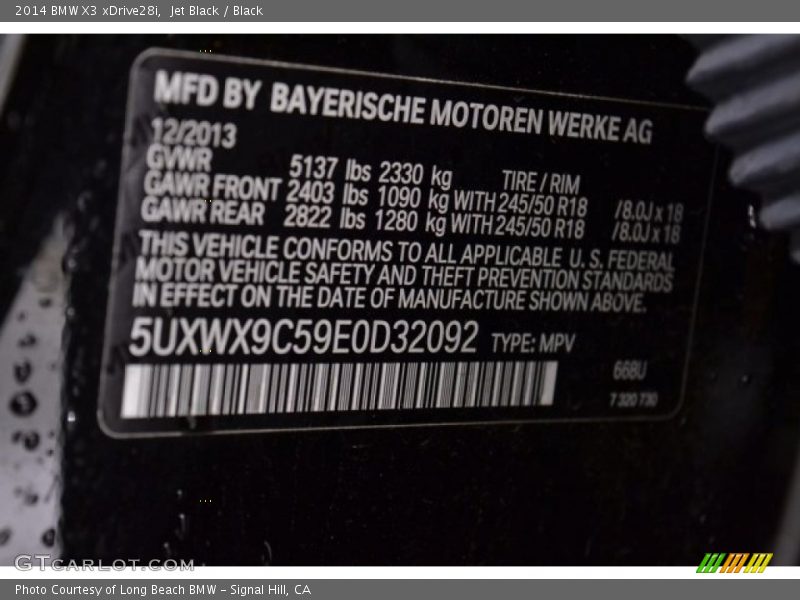 2014 BMW X3 xDrive28i,  Jet Black / Black
MFD BY BAYERISCHE MOTOREN WERKE AG
12/2013
GVWR 5137 lbs 2330 kg TIRE / RIM
GAWR FRONT 2403 lbs 1090 kg WITH 245/50 R18 /8.0J x 18
GAWR REAR 2822 lbs 1280 kg WITH 245/50 R18 /8.0J x 18
THIS VEHICLE CONFORMS TO ALL APPLICABLE U. S. FEDERAL
MOTOR VEHICLE SAFETY AND THEFT PREVENTION STANDARDS
IN EFFECT ON THE DATE OF MANUFACTURE SHOWN ABOVE.
5UXWX9C59E0D32092 TYPE: MPV
668U
7 320 730
GTCARLOT.COM
Photo Courtesy of Long Beach BMW - Signal Hill, CA